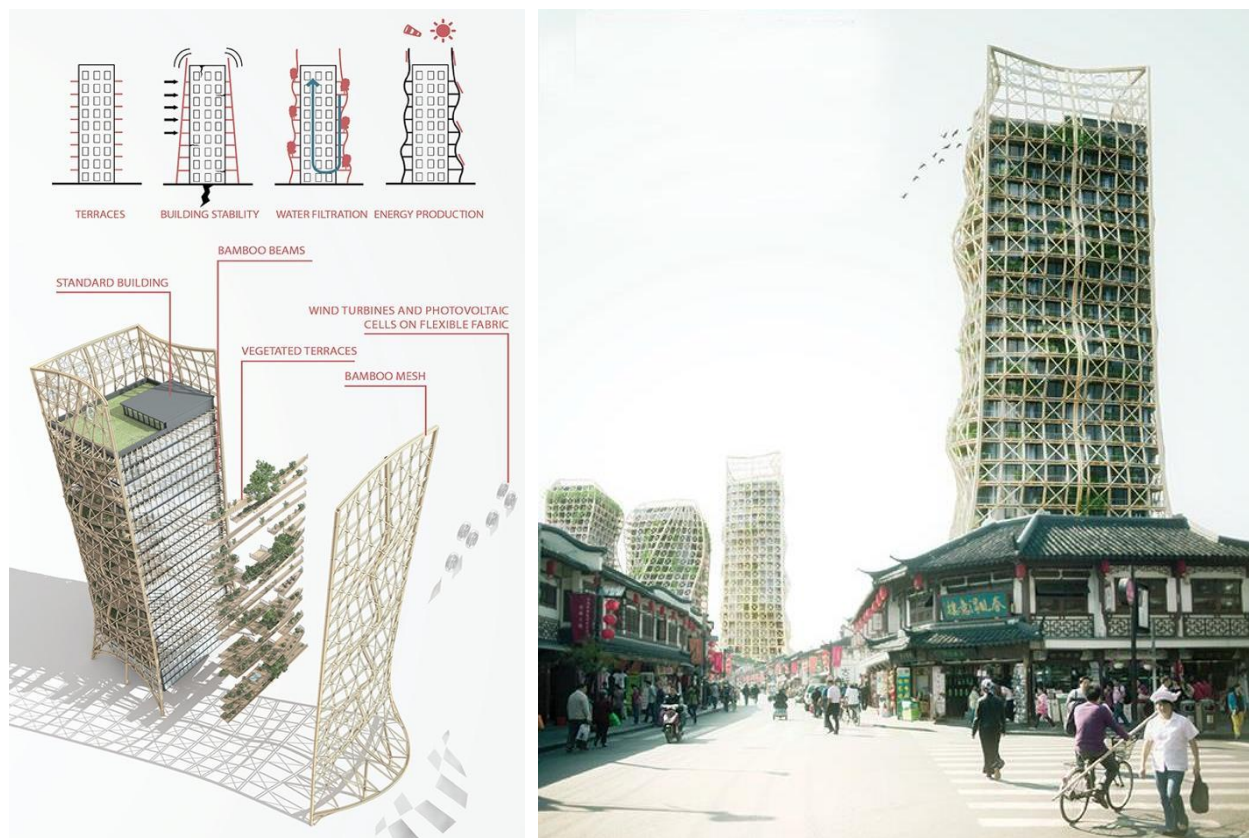 TERRACES
BUILDING STABILITY
WATER FILTRATION
ENERGY PRODUCTION
BAMBOO BEAMS
STANDARD BUILDING
WIND TURBINES AND PHOTOVOLTAIC
CELLS ON FLEXIBLE FABRIC
VEGETATED TERRACES
BAMBOO MESH